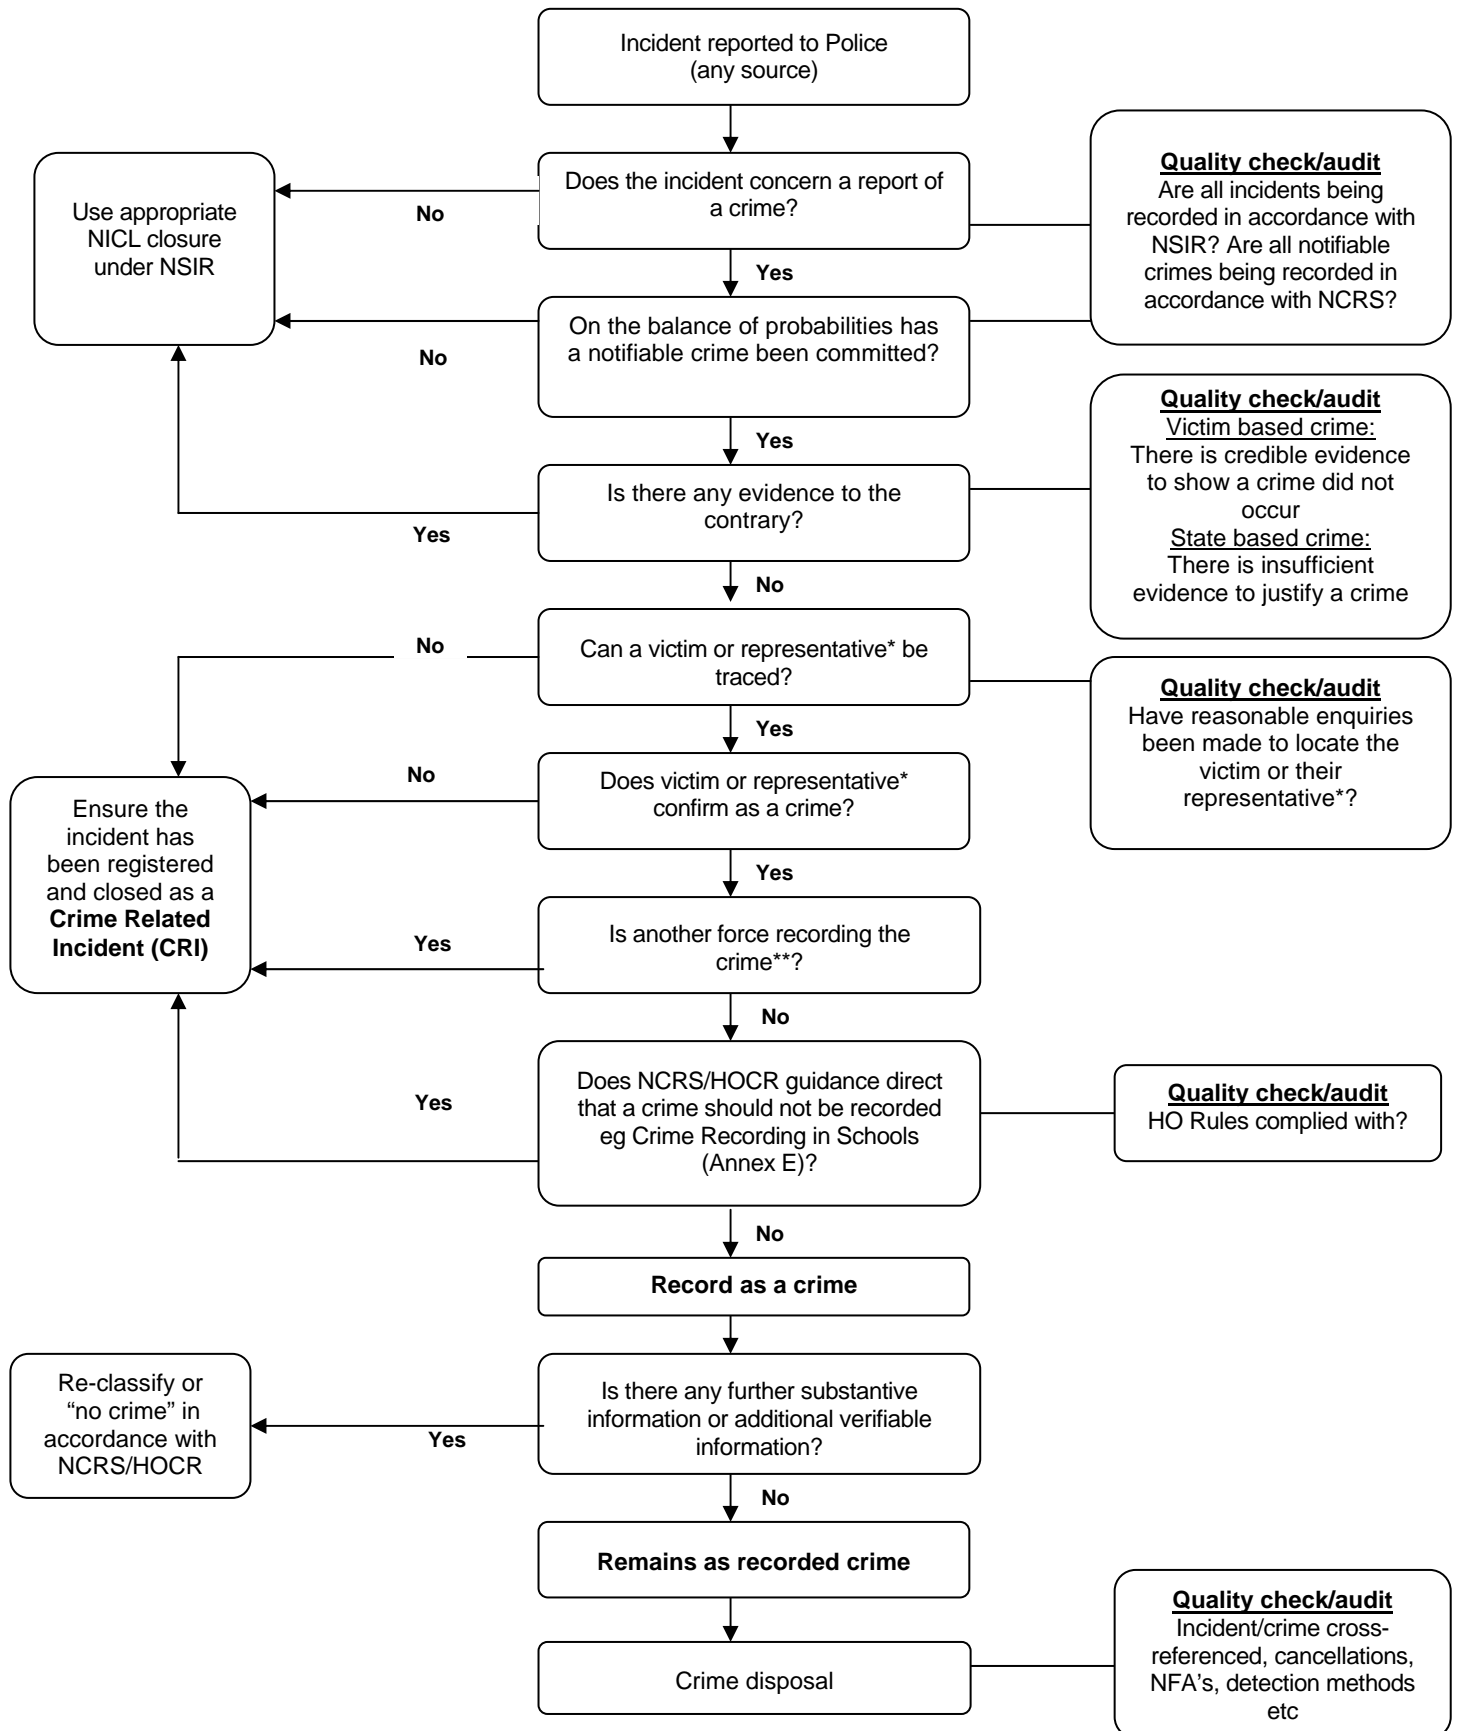 Incident reported to Police
(any source)
Does the incident concern a report of
a crime?
No
Use appropriate
NICL closure
under NSIR
Quality check/audit
Are all incidents being
recorded in accordance with
NSIR? Are all notifiable
crimes being recorded in
accordance with NCRS?
Yes
On the balance of probabilities has
a notifiable crime been committed?
No
Yes
Is there any evidence to the
contrary?
Yes
Quality check/audit
Victim based crime:
There is credible evidence
to show a crime did not
occur
State based crime:
There is insufficient
evidence to justify a crime
No
Can a victim or representative* be
traced?
No
Quality check/audit
Have reasonable enquiries
been made to locate the
victim or their
representative*?
Yes
Does victim or representative*
confirm as a crime?
No
Ensure the
incident has
been registered
and closed as a
Crime Related
Incident (CRI)
Yes
Is another force recording the
crime**?
Yes
No
Does NCRS/HOCR guidance direct
that a crime should not be recorded
eg Crime Recording in Schools
(Annex E)?
Yes
Quality check/audit
HO Rules complied with?
No
Record as a crime
Is there any further substantive
information or additional verifiable
information?
Yes
Re-classify or
“no crime” in
accordance with
NCRS/HOCR
No
Remains as recorded crime
Crime disposal
Quality check/audit
Incident/crime cross-
referenced, cancellations,
NFA’s, detection methods
etc